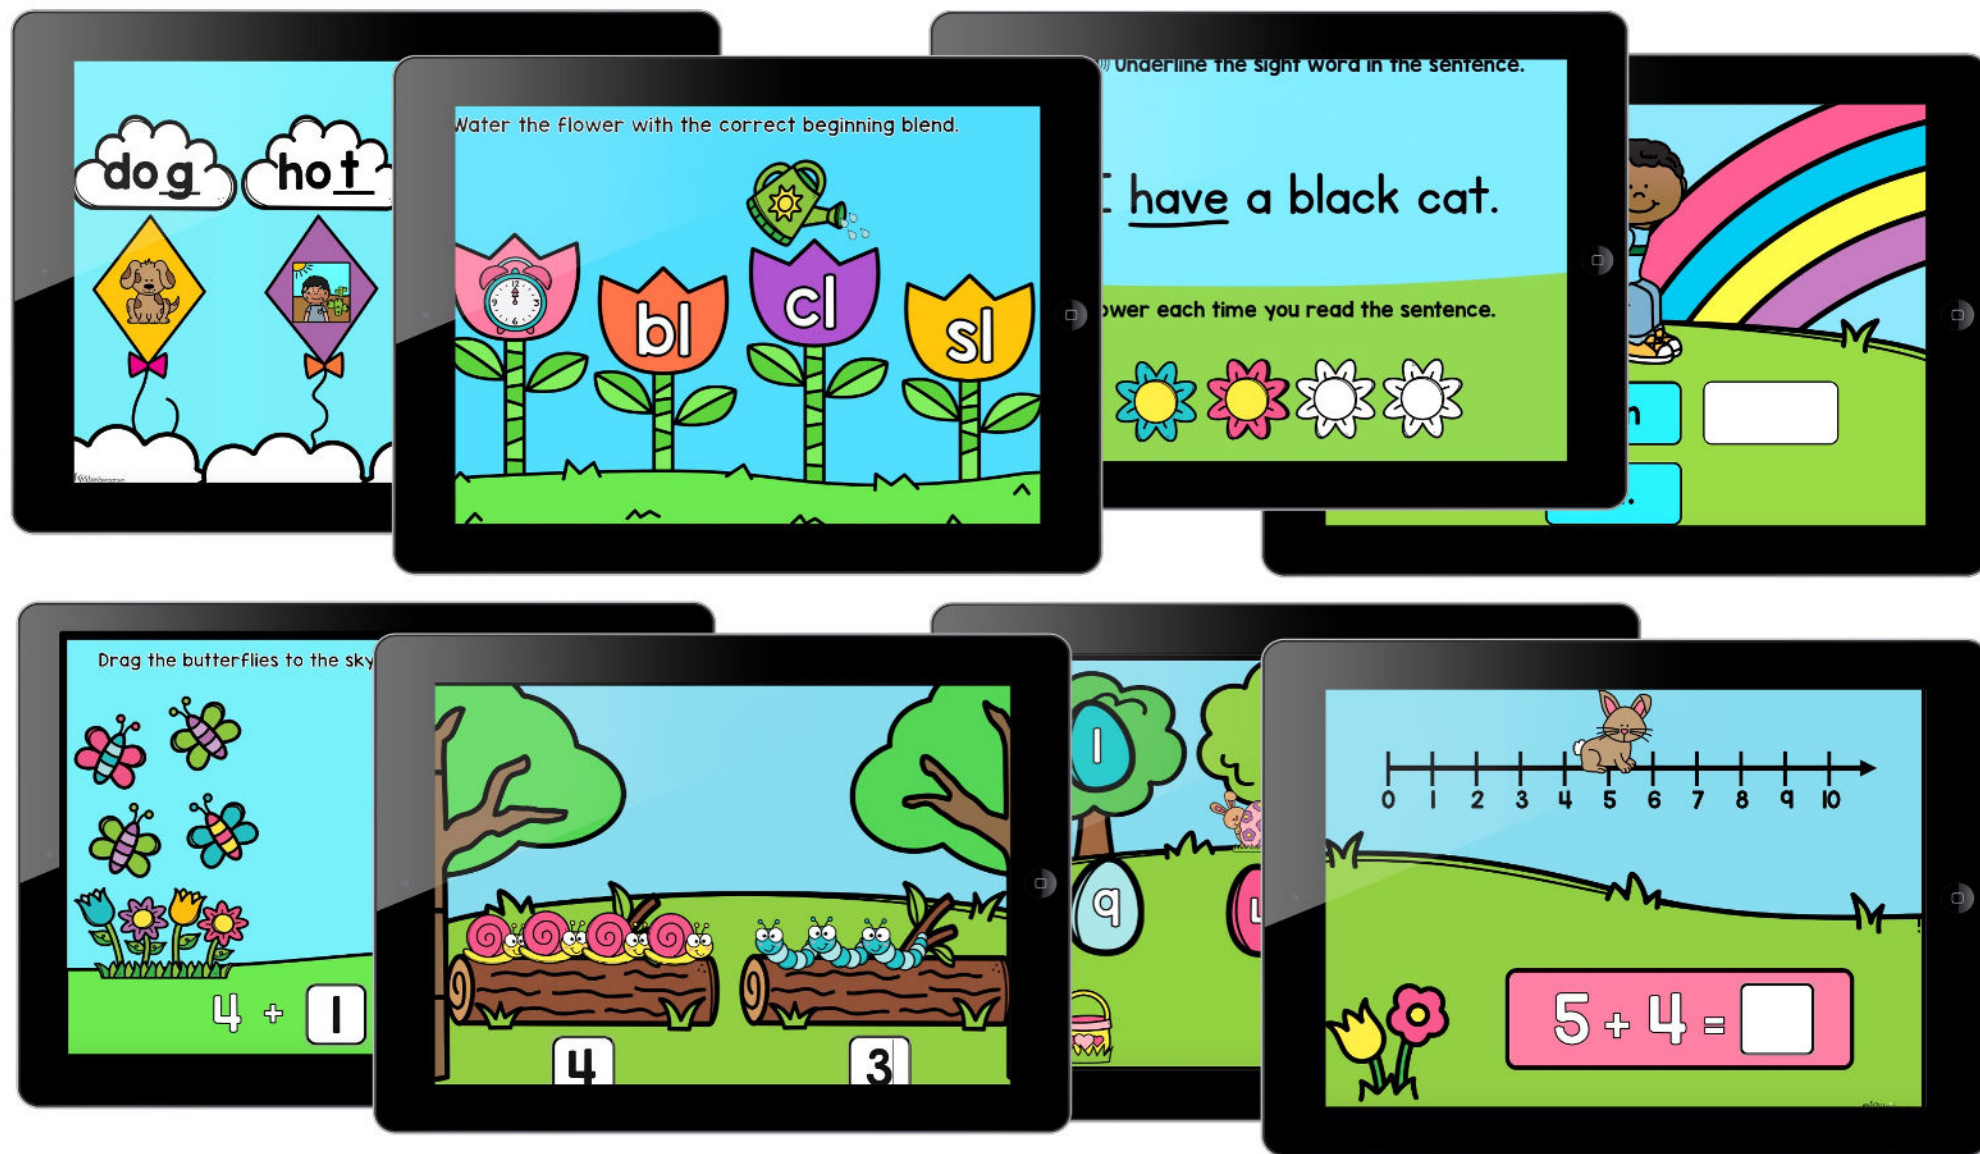 dog
hot
Water the flower with the correct beginning blend.
bl
cl
sl
Underline the sight word in the sentence.
I have a black cat.
ower each time you read the sentence.
n
Drag the butterflies to the sky
4 + 1
4
3
1
9
0 1 2 3 4 5 6 7 8 9 10
5 + 4 =